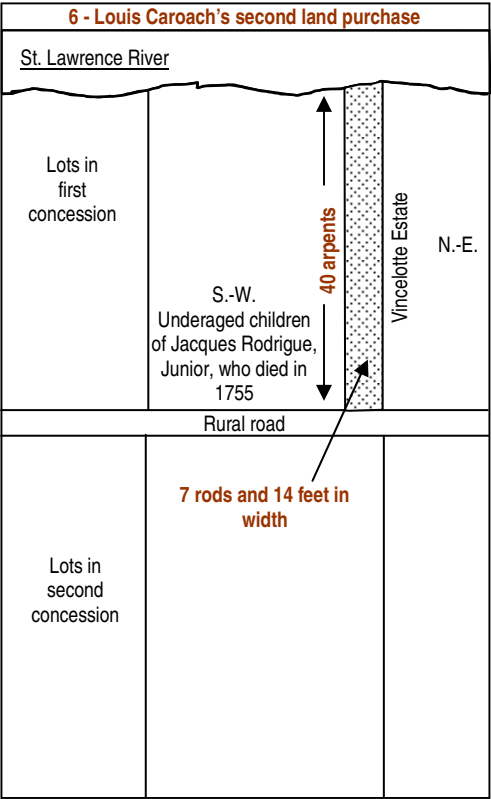 6 - Louis Caroach's second land purchase
St. Lawrence River
Lots in
first
concession
40 arpents
Vincelotte Estate
N.-E.
S.-W.
Underaged children
of Jacques Rodrigue,
Junior, who died in
1755
Rural road
7 rods and 14 feet in
width
Lots in
second
concession